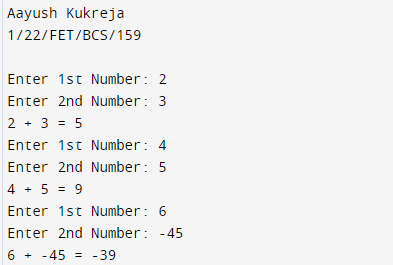 Aayush Kukreja
1/22/FET/BCS/159
Enter 1st Number: 2
Enter 2nd Number: 3
2 + 3 = 5
Enter 1st Number: 4
Enter 2nd Number: 5
4 + 5 = 9
Enter 1st Number: 6
Enter 2nd Number: -45
6 + -45 = -39